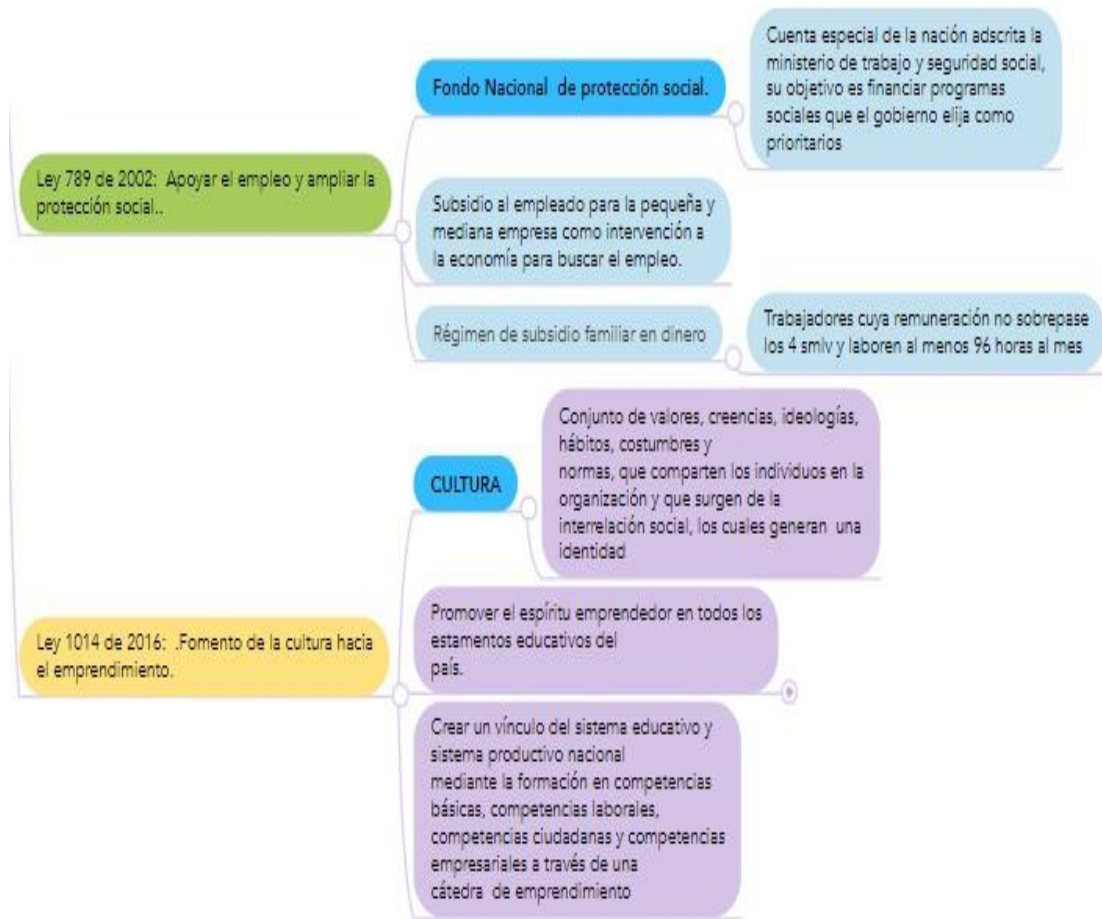 Ley 789 de 2002:  Apoyar el empleo y ampliar la
protección social..
Fondo Nacional  de protección social.
Cuenta especial de la nación adscrita la
ministerio de trabajo y seguridad social,
su objetivo es financiar programas
sociales que el gobierno elija como
prioritarios
Subsidio al empleado para la pequeña y
mediana empresa como intervención a
la economía para buscar el empleo.
Régimen de subsidio familiar en dinero
Trabajadores cuya remuneración no sobrepase
los 4 smlv y laboren al menos 96 horas al mes
Ley 1014 de 2016:  .Fomento de la cultura hacia
el emprendimiento.
CULTURA
Conjunto de valores, creencias, ideologías,
hábitos, costumbres y
normas, que comparten los individuos en la
organización y que surgen de la
interrelación social, los cuales generan  una
identidad
Promover el espíritu emprendedor en todos los
estamentos educativos del
país.
Crear un vínculo del sistema educativo y
sistema productivo nacional
mediante la formación en competencias
básicas, competencias laborales,
competencias ciudadanas y competencias
empresariales a través de una
cátedra  de emprendimiento